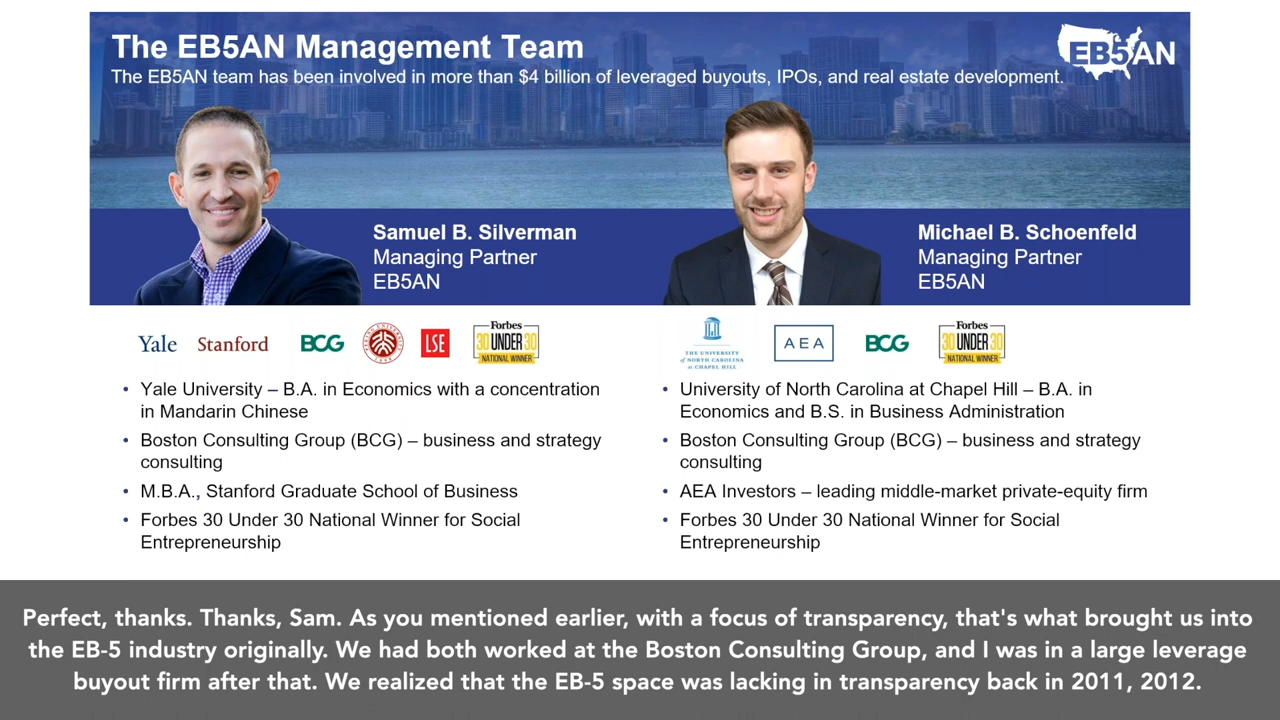 The EB5AN Management Team
The EB5AN team has been involved in more than $4 billion of leveraged buyouts, IPOs, and real estate development.
EB5AN
Samuel B. Silverman
Managing Partner
EB5AN
Michael B. Schoenfeld
Managing Partner
EB5AN
Yale
Stanford
BCG
LSE
Forbes
30 UNDER 30
NATIONAL WINNER
THE UNIVERSITY
of NORTH CAROLINA
at CHAPEL HILL
AEA
BCG
Forbes
30 UNDER 30
NATIONAL WINNER
• Yale University – B.A. in Economics with a concentration
in Mandarin Chinese
• Boston Consulting Group (BCG) – business and strategy
consulting
• M.B.A., Stanford Graduate School of Business
• Forbes 30 Under 30 National Winner for Social
Entrepreneurship
• University of North Carolina at Chapel Hill – B.A. in
Economics and B.S. in Business Administration
• Boston Consulting Group (BCG) – business and strategy
consulting
• AEA Investors – leading middle-market private-equity firm
• Forbes 30 Under 30 National Winner for Social
Entrepreneurship
Perfect, thanks. Thanks, Sam. As you mentioned earlier, with a focus of transparency, that's what brought us into
the EB-5 industry originally. We had both worked at the Boston Consulting Group, and I was in a large leverage
buyout firm after that. We realized that the EB-5 space was lacking in transparency back in 2011, 2012.